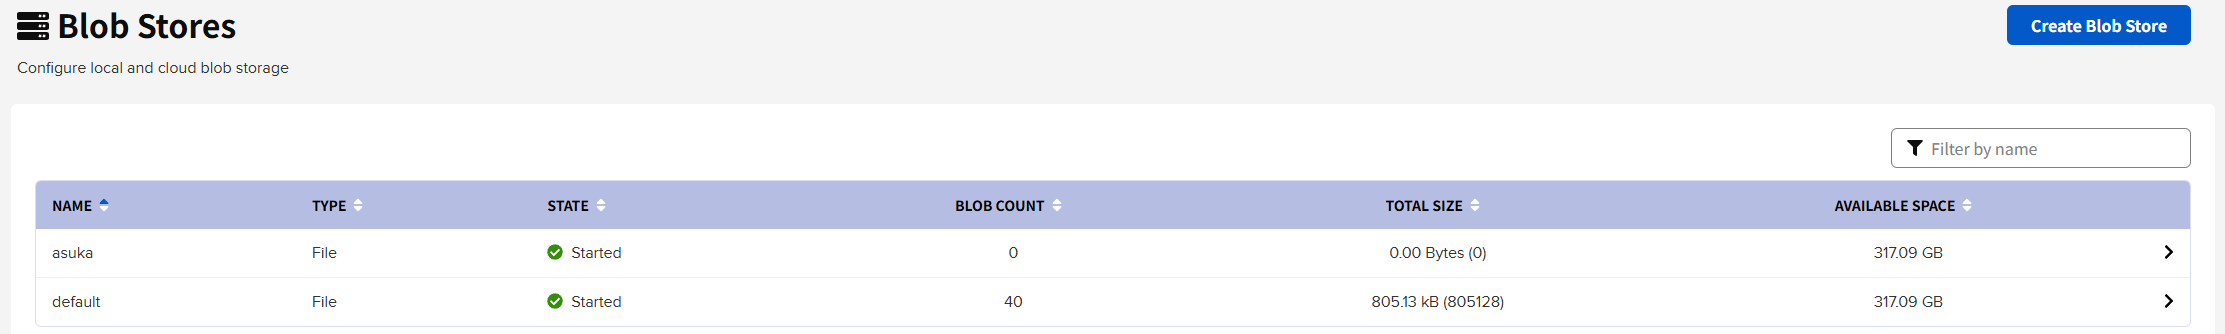 Blob Stores
Create Blob Store
Configure local and cloud blob storage
Filter by name
NAME TYPE STATE BLOB COUNT TOTAL SIZE AVAILABLE SPACE
asuka File Started 0 0.00 Bytes (0) 317.09 GB
default File Started 40 805.13 kB (805128) 317.09 GB